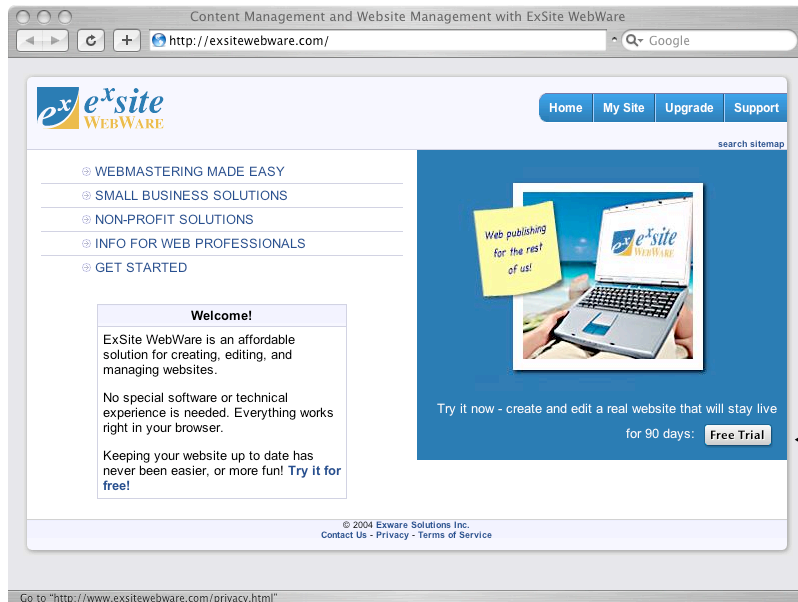 Content Management and Website Management with ExSite WebWare
http://exsitewebware.com/
Google
ex
exsite
WEBWARE
Home
My Site
Upgrade
Support
search sitemap
WEBMASTERING MADE EASY
SMALL BUSINESS SOLUTIONS
NON-PROFIT SOLUTIONS
INFO FOR WEB PROFESSIONALS
GET STARTED
Welcome!
ExSite WebWare is an affordable
solution for creating, editing, and
managing websites.
No special software or technical
experience is needed. Everything works
right in your browser.
Keeping your website up to date has
never been easier, or more fun! Try it for
free!
Web publishing
for the rest
of us!
ex
exsite
WEBWARE
Try it now - create and edit a real website that will stay live
for 90 days:
Free Trial
© 2004 Exware Solutions Inc.
Contact Us - Privacy - Terms of Service
Go to "http://www.exsitewebware.com/privacy.html"